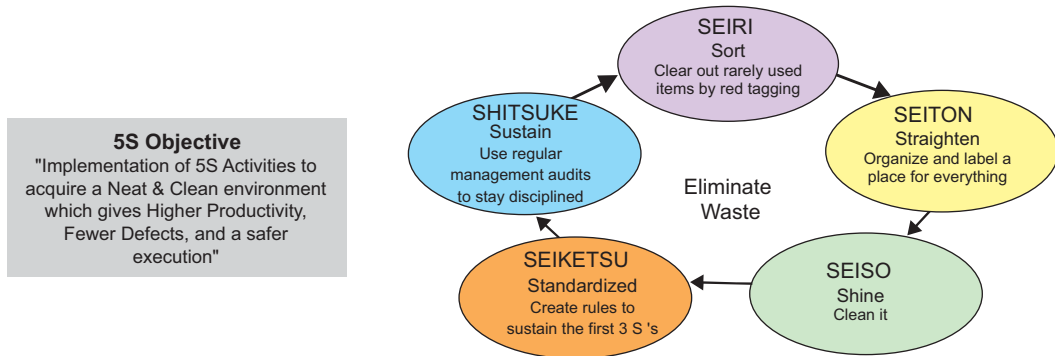 5S Objective
"Implementation of 5S Activities to
acquire a Neat & Clean environment
which gives Higher Productivity,
Fewer Defects, and a safer
execution"
SEIRI
Sort
Clear out rarely used
items by red tagging
SEITON
Straighten
Organize and label a
place for everything
SEISO
Shine
Clean it
SEIKETSU
Standardized
Create rules to
sustain the first 3 S 's
SHITSUKE
Sustain
Use regular
management audits
to stay disciplined
Eliminate
Waste